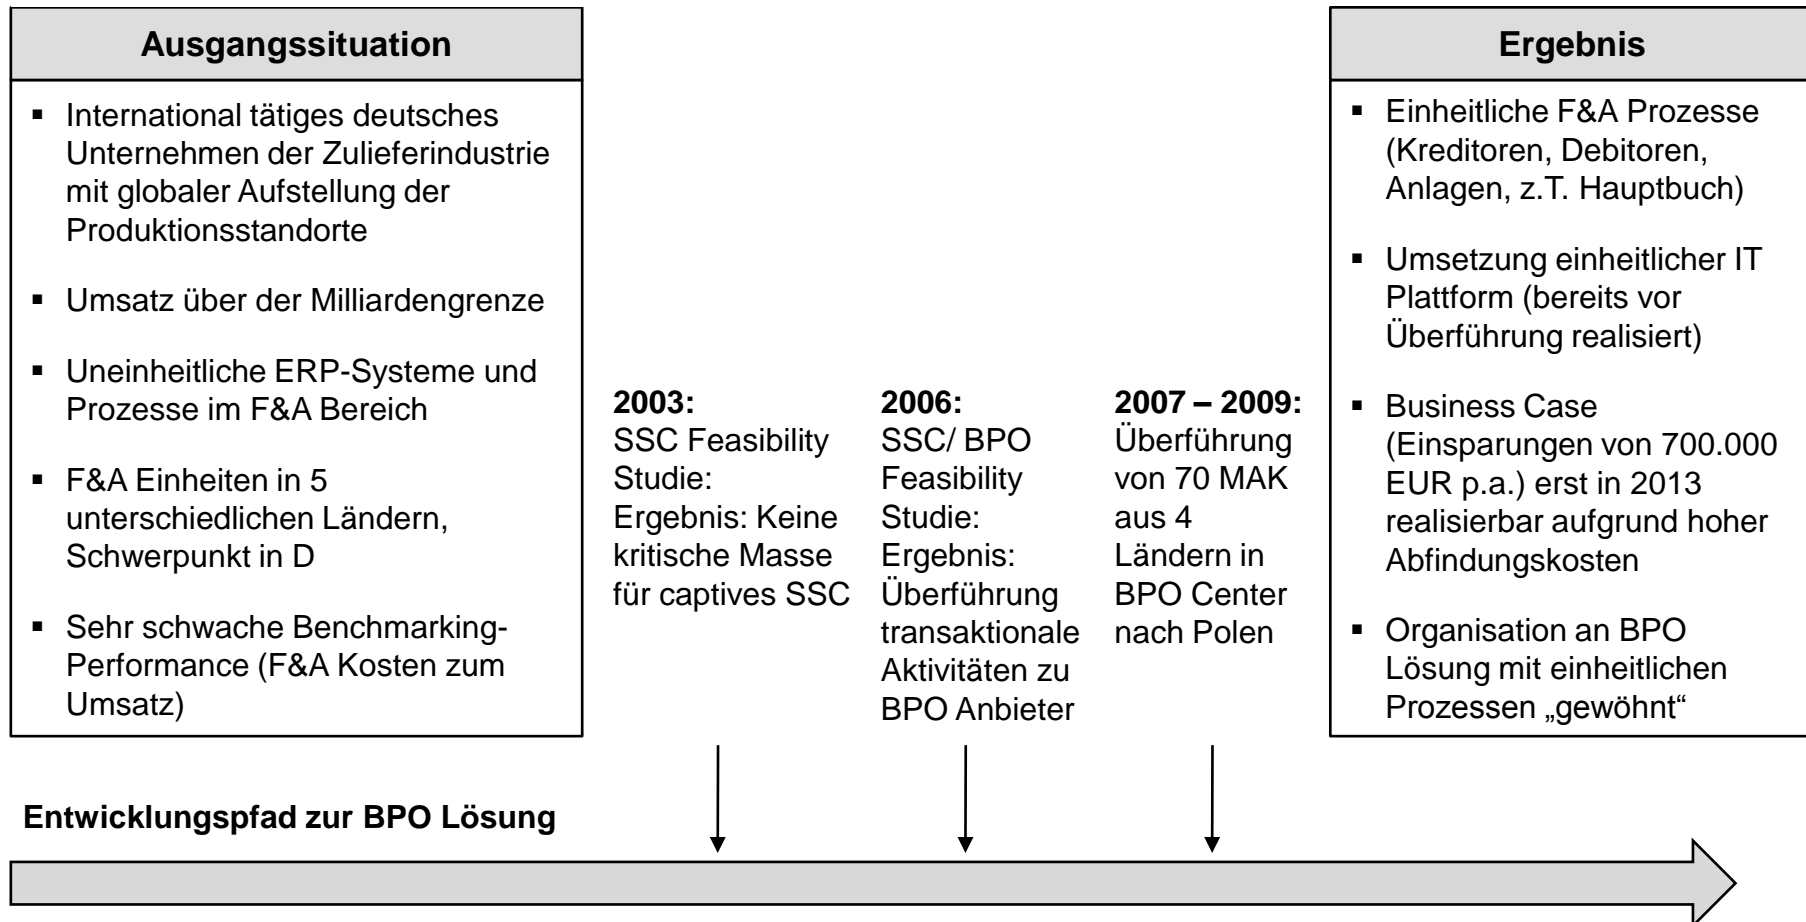 Ausgangssituation
▪ International tätiges deutsches
Unternehmen der Zulieferindustrie
mit globaler Aufstellung der
Produktionsstandorte
▪ Umsatz über der Milliardengrenze
▪ Uneinheitliche ERP-Systeme und
Prozesse im F&A Bereich
▪ F&A Einheiten in 5
unterschiedlichen Ländern,
Schwerpunkt in D
▪ Sehr schwache Benchmarking-
Performance (F&A Kosten zum
Umsatz)
2003:
SSC Feasibility
Studie:
Ergebnis: Keine
kritische Masse
für captives SSC
2006:
SSC/ BPO
Feasibility
Studie:
Ergebnis:
Überführung
transaktionale
Aktivitäten zu
BPO Anbieter
2007 – 2009:
Überführung
von 70 MAK
aus 4
Ländern in
BPO Center
nach Polen
Ergebnis
▪ Einheitliche F&A Prozesse
(Kreditoren, Debitoren,
Anlagen, z.T. Hauptbuch)
▪ Umsetzung einheitlicher IT
Plattform (bereits vor
Überführung realisiert)
▪ Business Case
(Einsparungen von 700.000
EUR p.a.) erst in 2013
realisierbar aufgrund hoher
Abfindungskosten
▪ Organisation an BPO
Lösung mit einheitlichen
Prozessen „gewöhnt“
Entwicklungspfad zur BPO Lösung